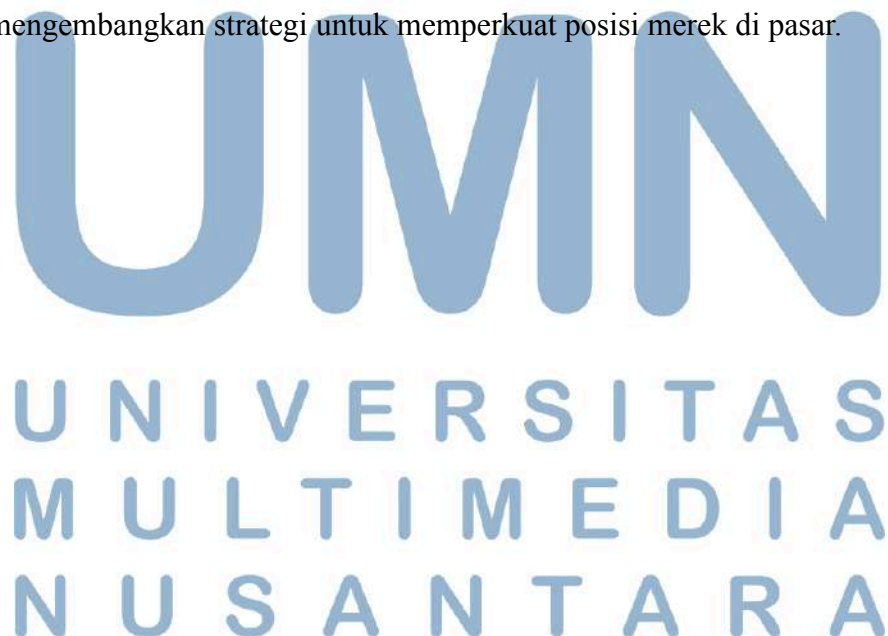 mengembangkan strategi untuk memperkuat posisi merek di pasar.
UMN
UNIVERSITAS
MULTIMEDIA
NUSANTARA